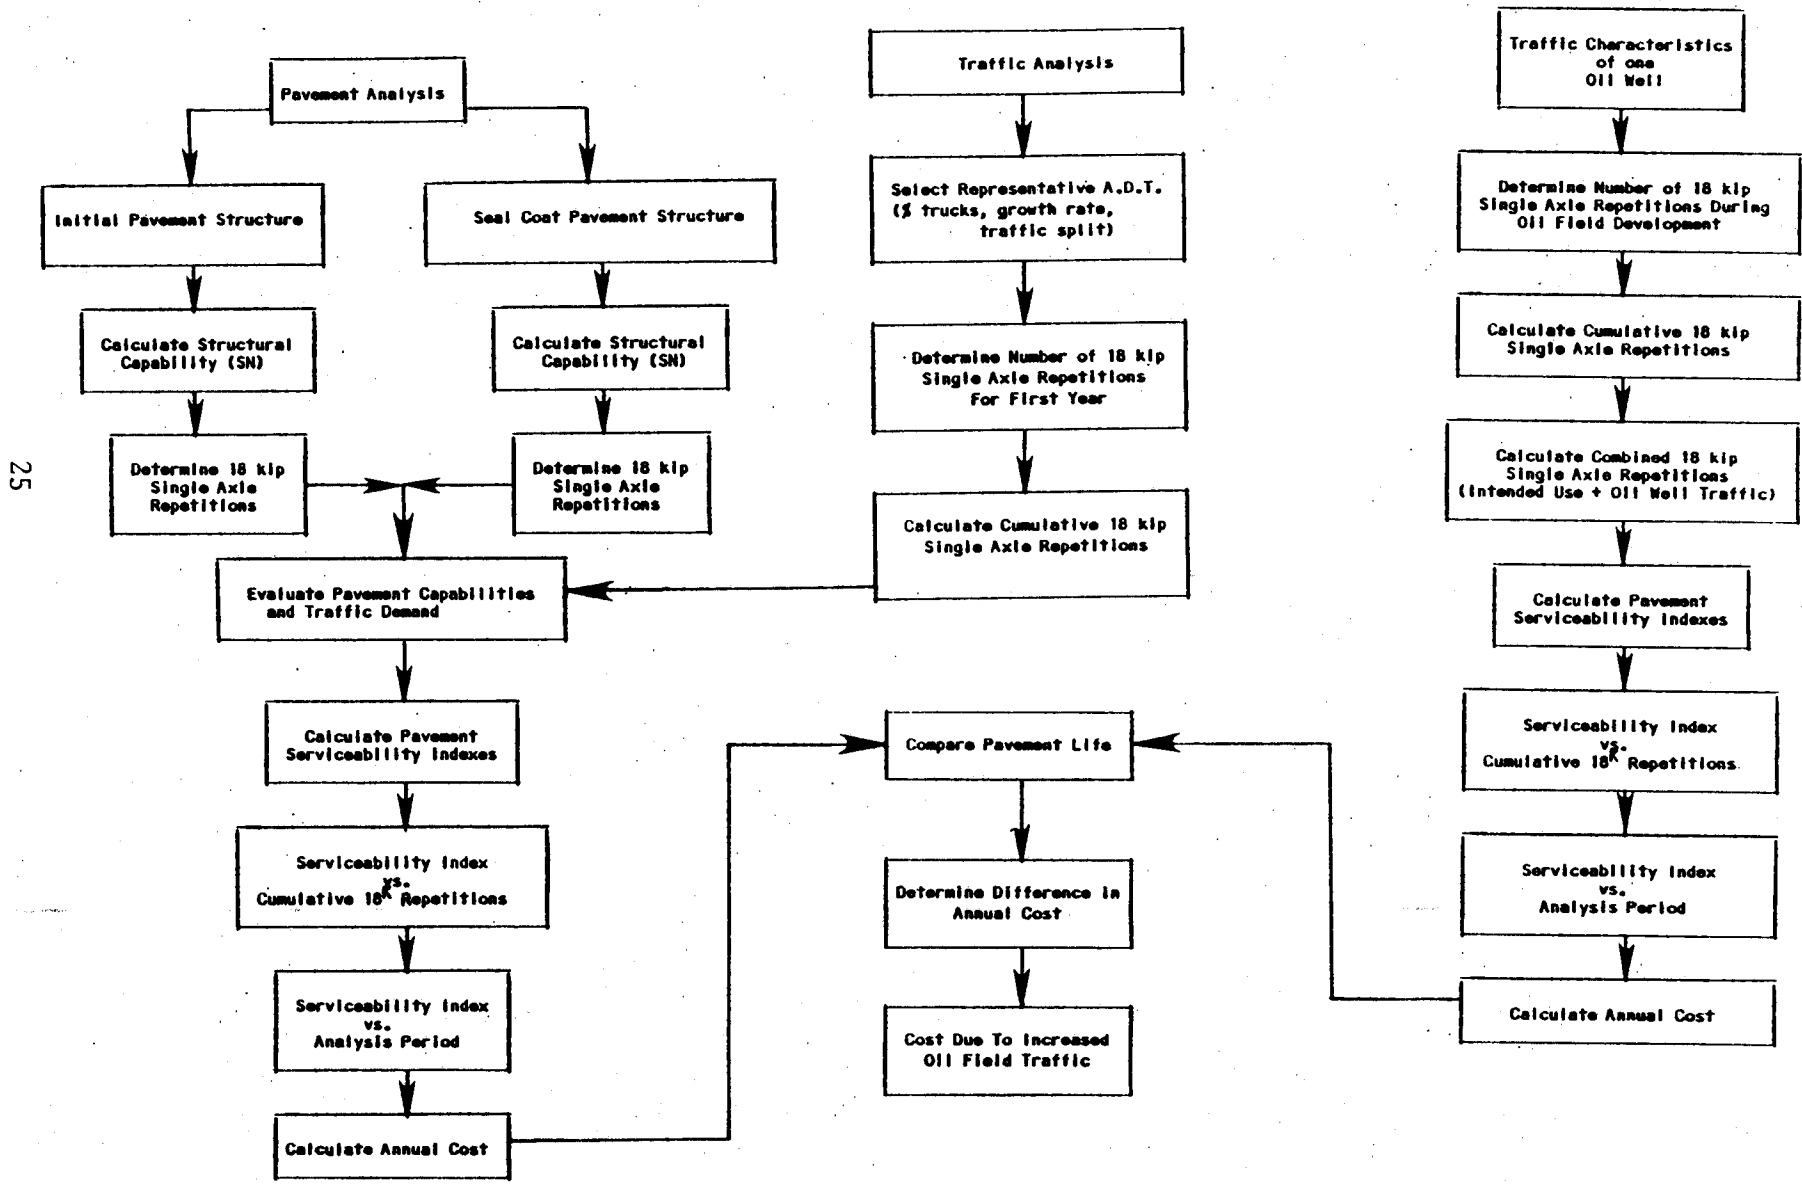 Pavement Analysis
Initial Pavement Structure
Seal Coat Pavement Structure
Calculate Structural
Capability (SN)
Calculate Structural
Capability (SN)
Determine 18 kip
Single Axle
Repetitions
Determine 18 kip
Single Axle
Repetitions
Evaluate Pavement Capabilities
and Traffic Demand
Calculate Pavement
Serviceability Indexes
Serviceability Index
vs.
Cumulative 18K Repetitions
Serviceability Index
vs.
Analysis Period
Calculate Annual Cost
Traffic Analysis
Select Representative A.D.T.
(% trucks, growth rate,
traffic split)
Determine Number of 18 kip
Single Axle Repetitions
For First Year
Calculate Cumulative 18 kip
Single Axle Repetitions
Compare Pavement Life
Determine Difference in
Annual Cost
Cost Due To Increased
Oil Field Traffic
Traffic Characteristics
of one
Oil Well
Determine Number of 18 kip
Single Axle Repetitions During
Oil Field Development
Calculate Cumulative 18 kip
Single Axle Repetitions
Calculate Combined 18 kip
Single Axle Repetitions
(Intended Use + Oil Well Traffic)
Calculate Pavement
Serviceability Indexes
Serviceability Index
vs.
Cumulative 18K Repetitions
Serviceability Index
vs.
Analysis Period
Calculate Annual Cost
25